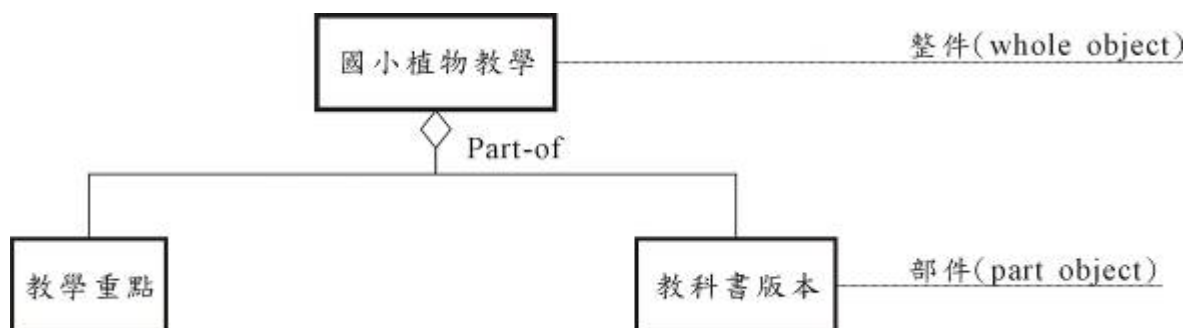 國小植物教學
整件(whole object)
Part-of
教學重點
教科書版本
部件(part object)